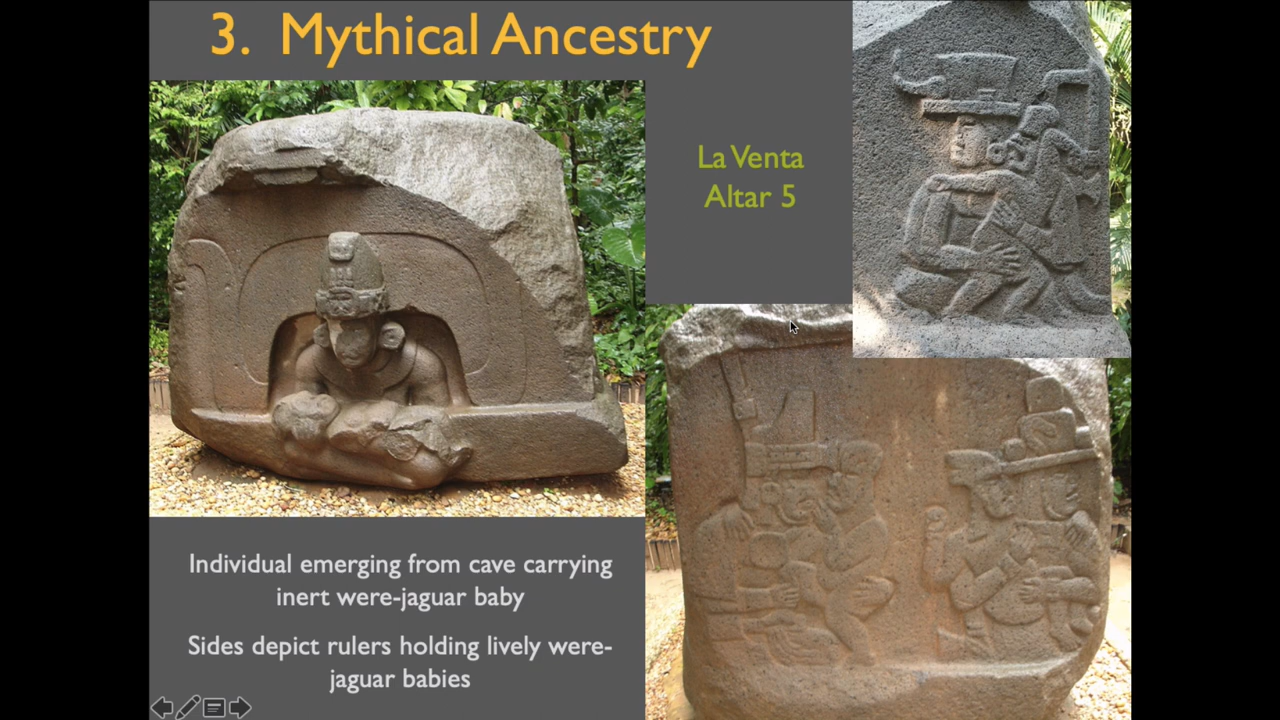 3. Mythical Ancestry
La Venta
Altar 5
Individual emerging from cave carrying
inert were-jaguar baby
Sides depict rulers holding lively were-
jaguar babies